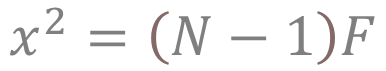 x² = (N − 1)F